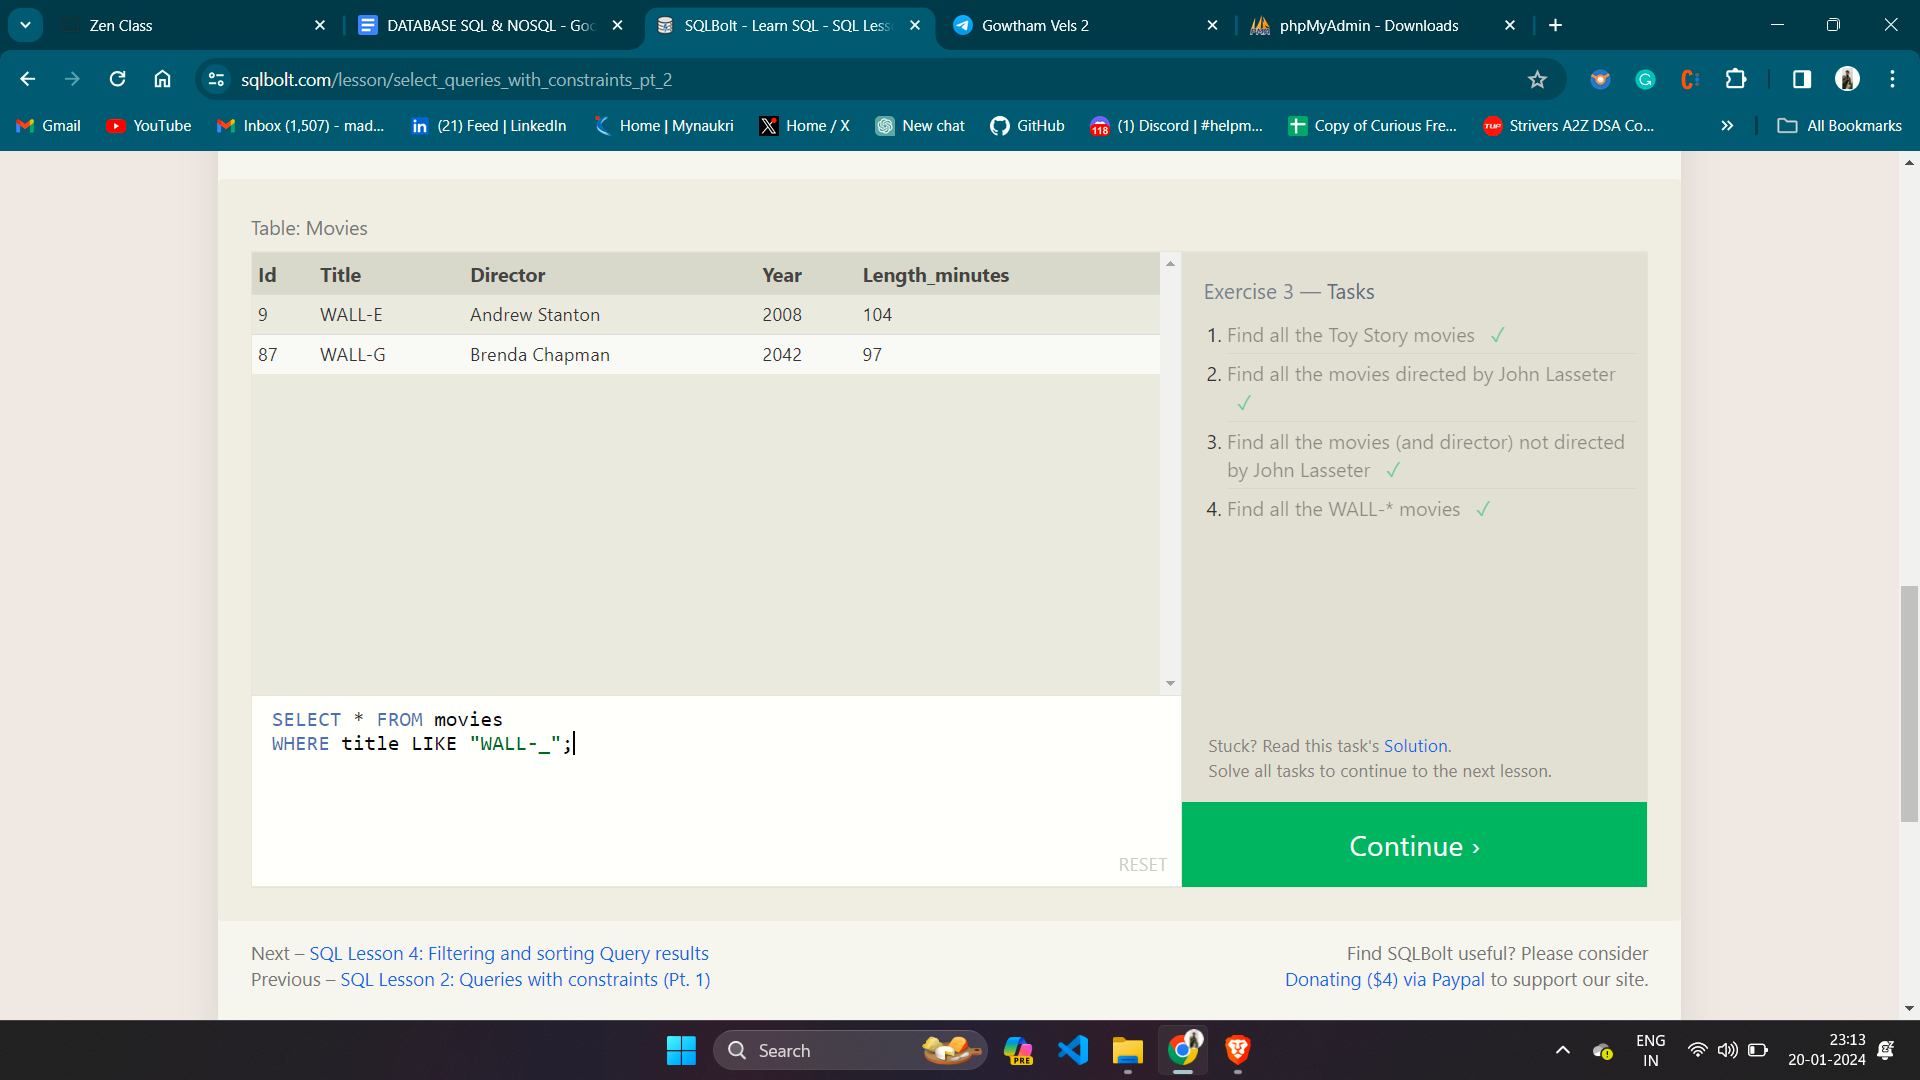 Zen Class
DATABASE SQL & NOSQL - Goo
SQLBolt - Learn SQL - SQL Less
Gowtham Vels 2
phpMyAdmin - Downloads
sqlbolt.com/lesson/select_queries_with_constraints_pt_2
Gmail
YouTube
Inbox (1,507) - mad...
(21) Feed | LinkedIn
Home | Mynaukri
Home / X
New chat
GitHub
118
(1) Discord | #helpm...
Copy of Curious Fre...
TUF
Strivers A2Z DSA Co...
All Bookmarks
Table: Movies
Id Title Director Year Length_minutes
9 WALL-E Andrew Stanton 2008 104
87 WALL-G Brenda Chapman 2042 97
Exercise 3 — Tasks
1. Find all the Toy Story movies ✓
2. Find all the movies directed by John Lasseter
✓
3. Find all the movies (and director) not directed
by John Lasseter ✓
4. Find all the WALL-* movies ✓
SELECT * FROM movies
WHERE title LIKE "WALL-_";
RESET
Stuck? Read this task's Solution.
Solve all tasks to continue to the next lesson.
Continue ›
Next – SQL Lesson 4: Filtering and sorting Query results
Previous – SQL Lesson 2: Queries with constraints (Pt. 1)
Find SQLBolt useful? Please consider
Donating ($4) via Paypal to support our site.
Search
PRE
ENG
IN
23:13
20-01-2024